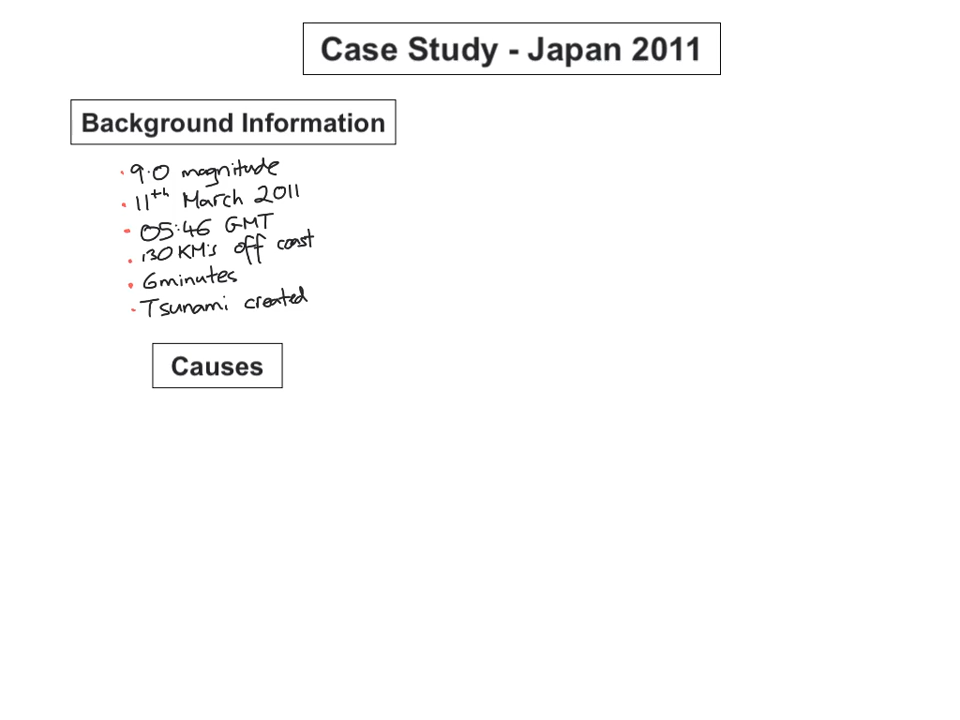 Case Study - Japan 2011
Background Information
• 9.0 magnitude
• 11th March 2011
• 05:46 GMT
• 130 KM's off coast
• 6minutes
• Tsunami created
Causes